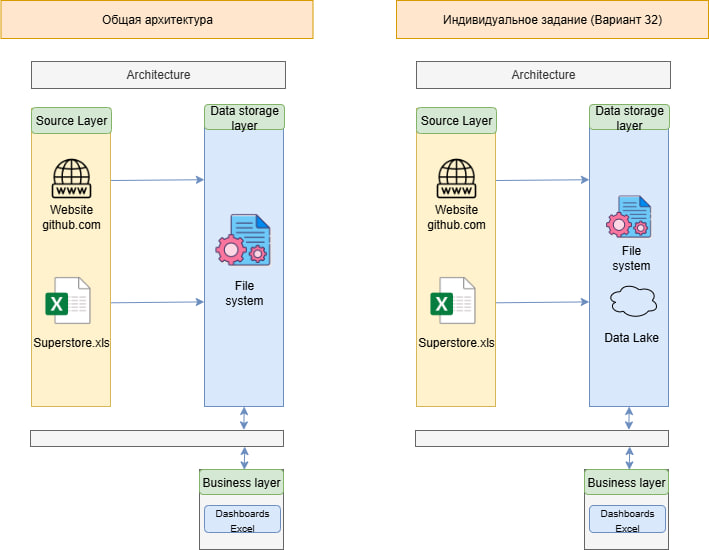 Общая архитектура
Architecture
Source Layer
Data storage
layer
WWW
Website
github.com
X
Superstore.xls
File
system
Business layer
Dashboards
Excel
Индивидуальное задание (Вариант 32)
Architecture
Source Layer
Data storage
layer
WWW
Website
github.com
X
Superstore.xls
File
system
Data Lake
Business layer
Dashboards
Excel